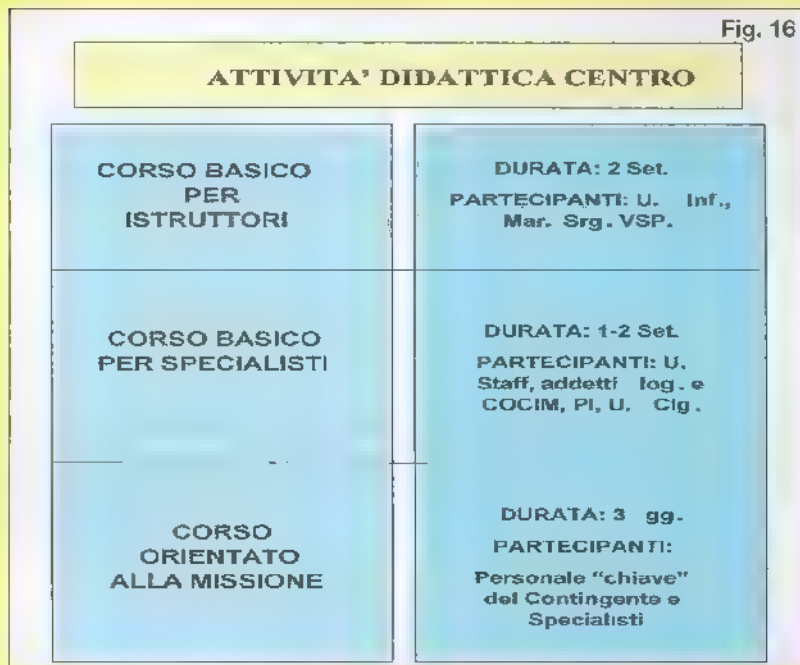 Fig. 16
ATTIVITA' DIDATTICA CENTRO
CORSO BASICO
PER
ISTRUTTORI
DURATA: 2 Set.
PARTECIPANTI: U. Inf.,
Mar. Srg. VSP.
CORSO BASICO
PER SPECIALISTI
DURATA: 1-2 Set.
PARTECIPANTI: U.
Staff, addetti log. e
COCIM, PI, U. Clg.
CORSO
ORIENTATO
ALLA MISSIONE
DURATA: 3 gg.
PARTECIPANTI:
Personale "chiave"
del Contingente e
Specialisti